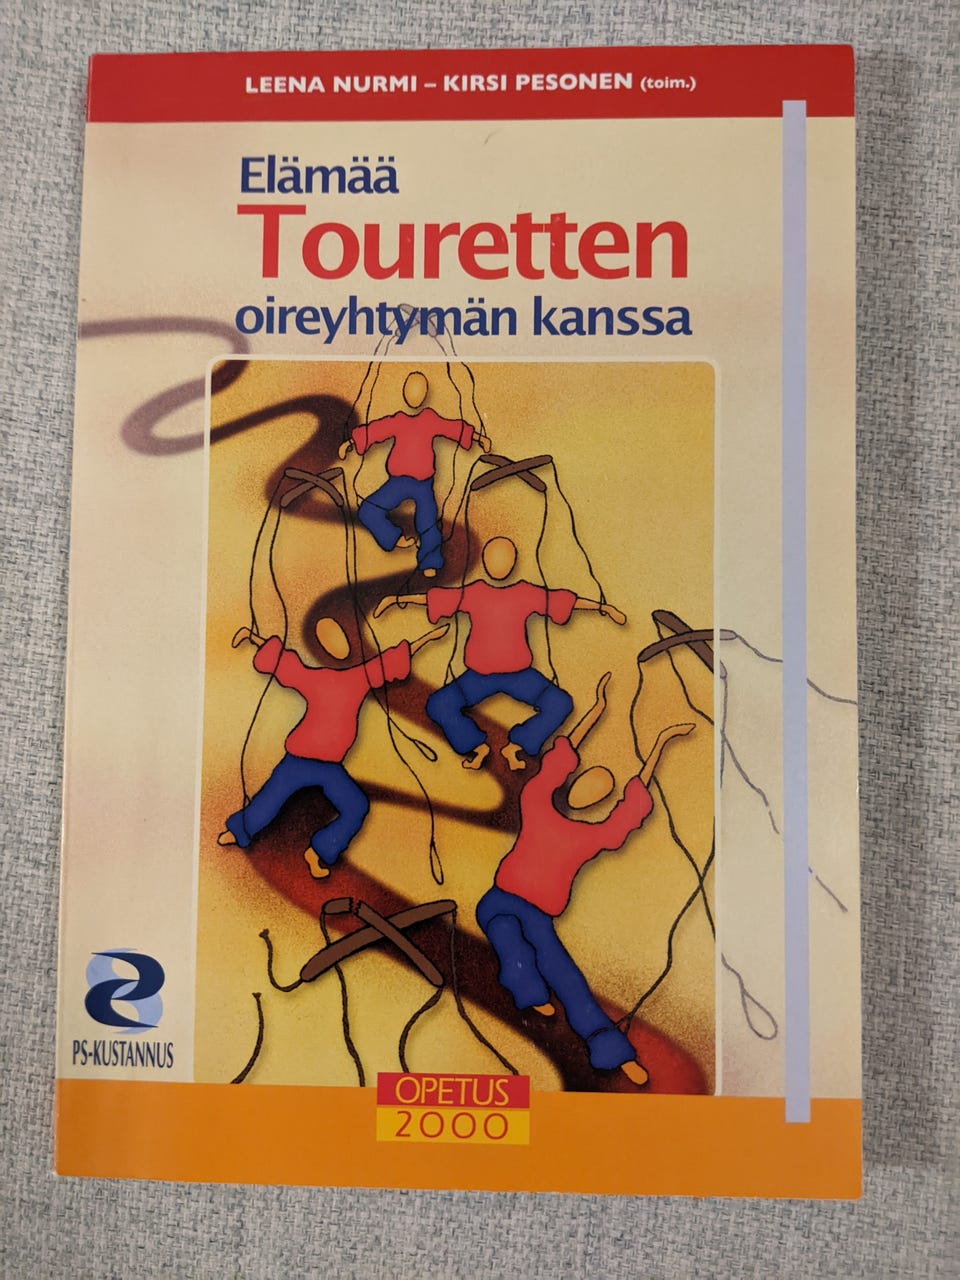 LEENA NURMI – KIRSI PESONEN (toim.)
Elämää
Touretten
oireyhtymän kanssa
PS-KUSTANNUS
OPETUS
2000